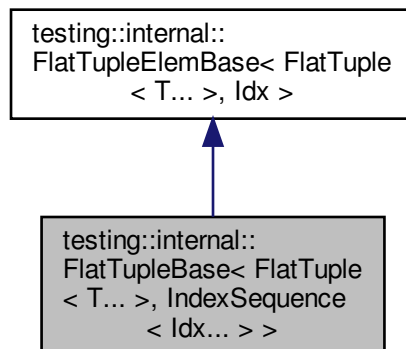 testing::internal::
FlatTupleElemBase< FlatTuple
< T... >, Idx >
testing::internal::
FlatTupleBase< FlatTuple
< T... >, IndexSequence
< Idx... > >